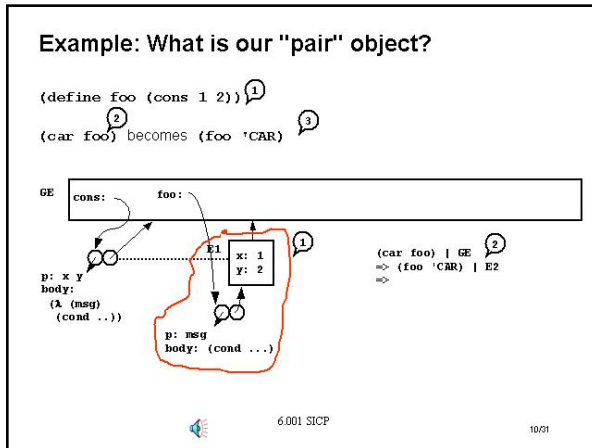 Example: What is our "pair" object?
(define foo (cons 1 2)) 1
2
(car foo) becomes (foo 'CAR) 3
GE cons: foo:
E1 x: 1 1
y: 2
(car foo) | GE 2
=> (foo 'CAR) | E2
=>
p: x y
body:
(λ (msg)
(cond ..))
p: msg
body: (cond ...)
6.001 SICP
10/31